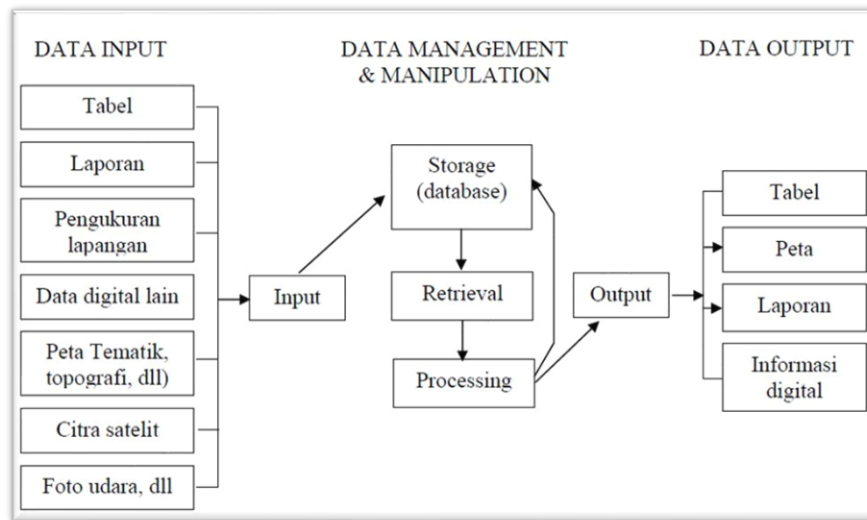 DATA INPUT
Tabel
Laporan
Pengukuran
lapangan
Data digital lain
Peta Tematik,
topografi, dll)
Citra satelit
Foto udara, dll
Input
DATA MANAGEMENT
& MANIPULATION
Storage
(database)
Retrieval
Processing
Output
DATA OUTPUT
Tabel
Peta
Laporan
Informasi
digital